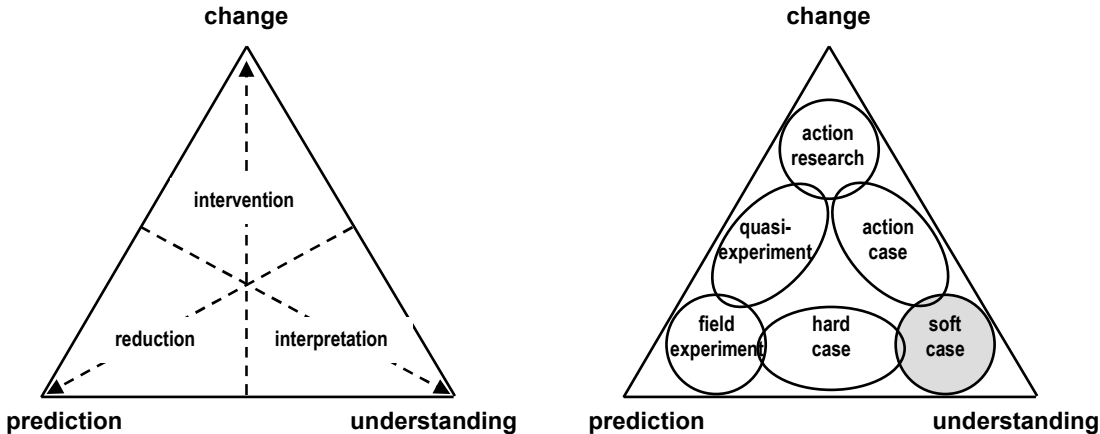 change
intervention
reduction
interpretation
prediction
understanding
change
action
research
quasi-
experiment
action
case
field
experiment
hard
case
soft
case
prediction
understanding